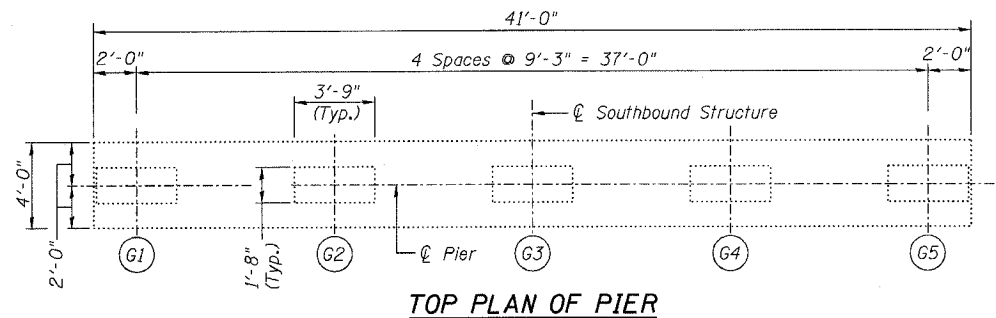 41'-0"
2'-0"
4 Spaces @ 9'-3" = 37'-0"
2'-0"
3'-9"
(Typ.)
℄ Southbound Structure
4'-0"
2'-0"
1'-8"
(Typ.)
℄ Pier
G1
G2
G3
G4
G5
TOP PLAN OF PIER